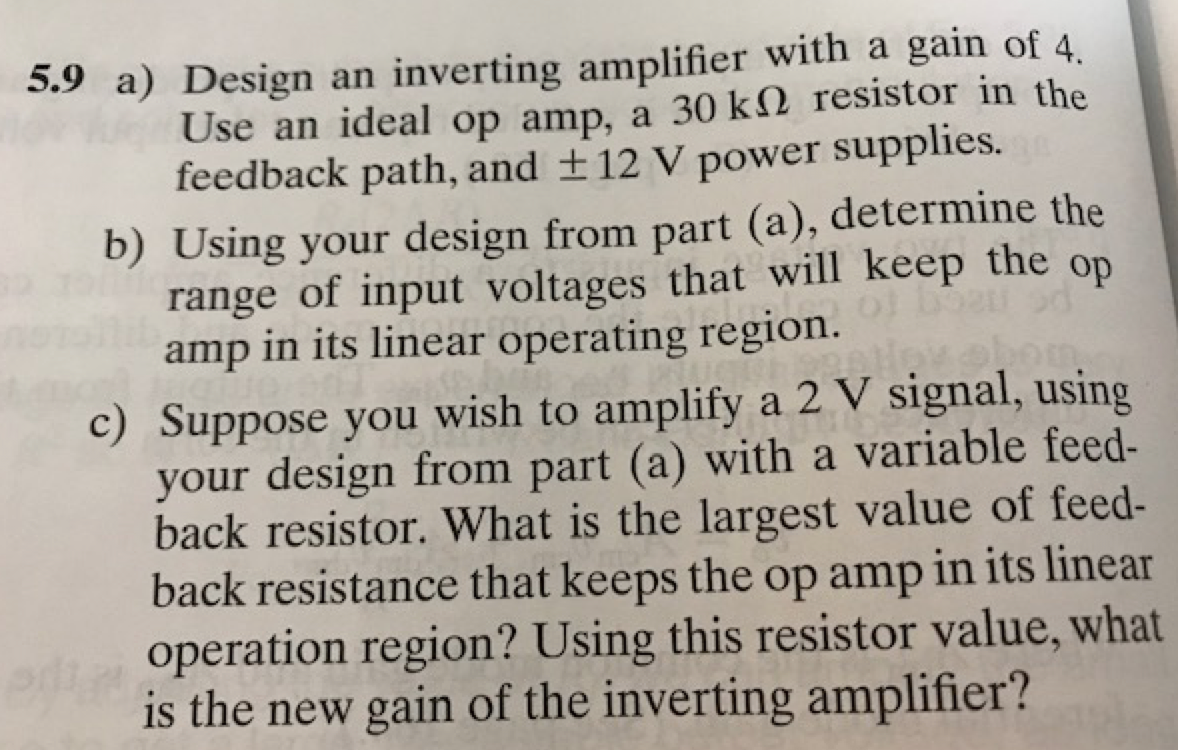 5.9 a) Design an inverting amplifier with a gain of 4.
Use an ideal op amp, a 30 kΩ resistor in the
feedback path, and ±12 V power supplies.
b) Using your design from part (a), determine the
range of input voltages that will keep the op
amp in its linear operating region.
c) Suppose you wish to amplify a 2 V signal, using
your design from part (a) with a variable feed-
back resistor. What is the largest value of feed-
back resistance that keeps the op amp in its linear
operation region? Using this resistor value, what
is the new gain of the inverting amplifier?